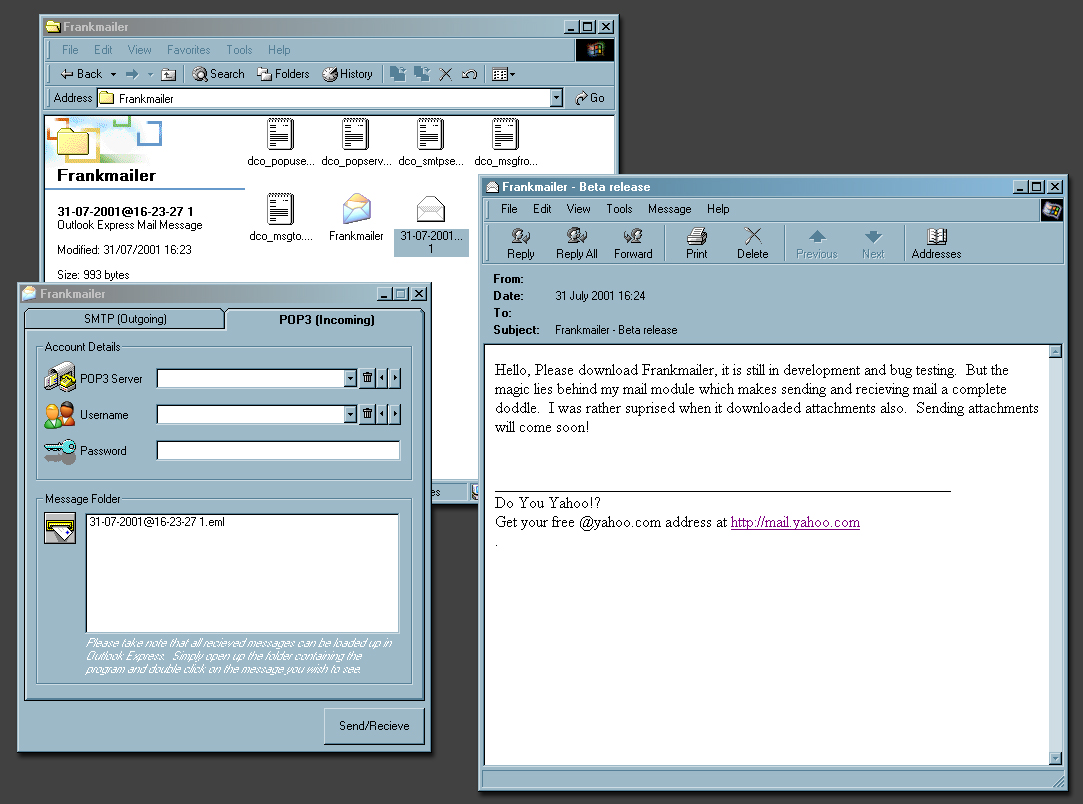 Frankmailer
File Edit View Favorites Tools Help
Back Search Folders History
Address Frankmailer Go
dco_popuse... dco_popserv... dco_smtpse... dco_msgfro...
Frankmailer
31-07-2001@16-23-27 1
Outlook Express Mail Message
Modified: 31/07/2001 16:23
Size: 993 bytes
dco_msgto.... Frankmailer 31-07-2001...
1
es
Frankmailer
SMTP (Outgoing) POP3 (Incoming)
Account Details
POP3 Server
Username
Password
Message Folder
31-07-2001@16-23-27 1.eml
Please take note that all recieved messages can be loaded up in
Outlook Express. Simply open up the folder containing the
program and double click on the message you wish to see.
Send/Recieve
Frankmailer - Beta release
File Edit View Tools Message Help
Reply Reply All Forward Print Delete Previous Next Addresses
From:
Date: 31 July 2001 16:24
To:
Subject: Frankmailer - Beta release
Hello, Please download Frankmailer, it is still in development and bug testing. But the
magic lies behind my mail module which makes sending and recieving mail a complete
doddle. I was rather suprised when it downloaded attachments also. Sending attachments
will come soon!
Do You Yahoo!?
Get your free @yahoo.com address at http://mail.yahoo.com
.